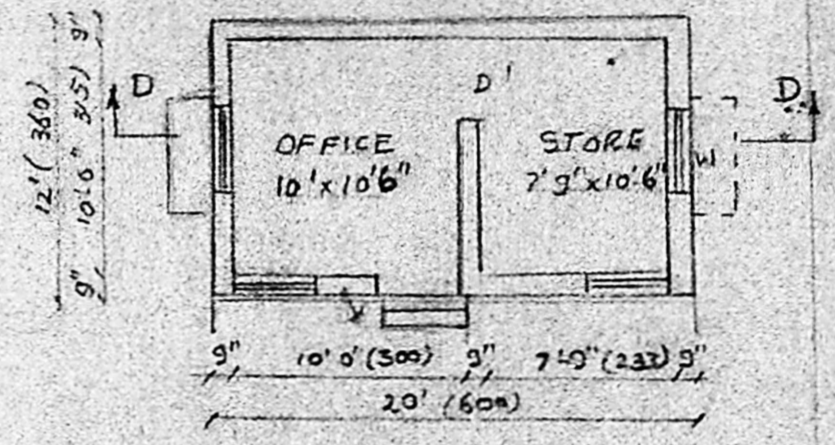 D
D'
D
OFFICE
10'x10'6"
STORE
7'9"x10'6"
W
12' (360)
9" 10'6" 315) 9"
9" 10'0' (300) 9" 7'-9" (233) 9"
20' (600)